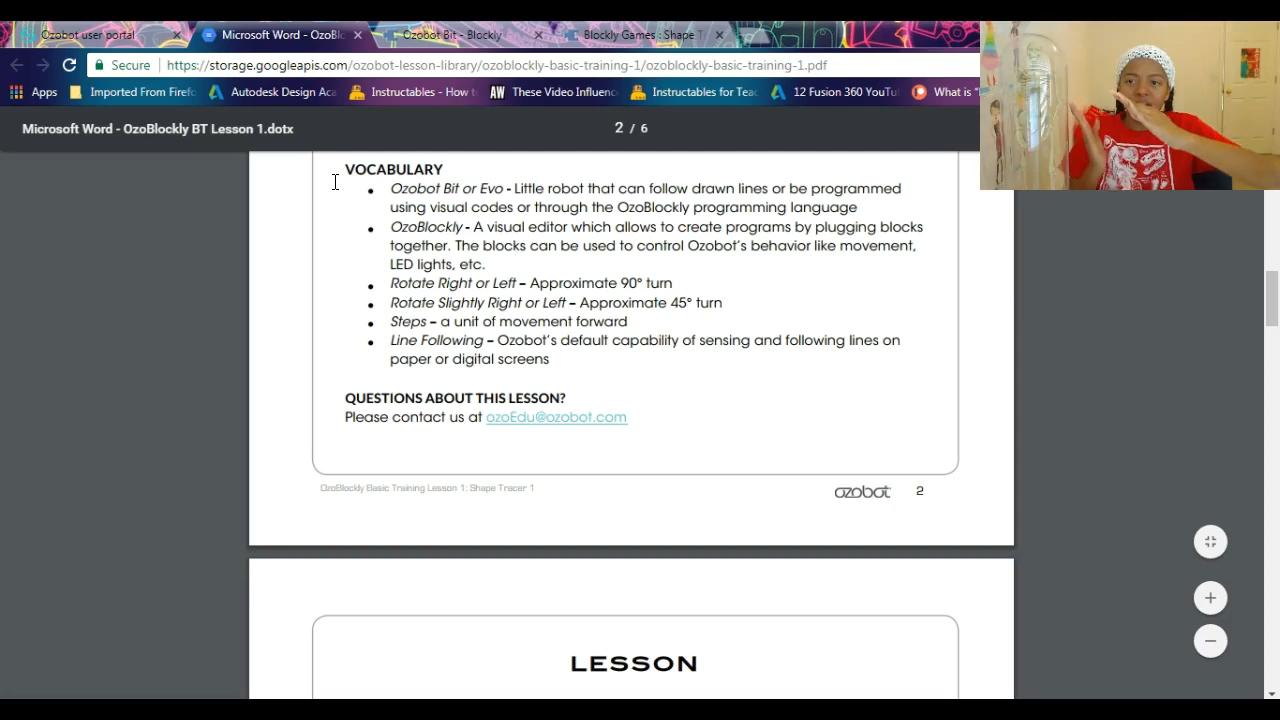 Ozobot user portal
Microsoft Word - OzoBlo
Ozobot Bit - Blockly
Blockly Games : Shape T
Secure https://storage.googleapis.com/ozobot-lesson-library/ozoblockly-basic-training-1/ozoblockly-basic-training-1.pdf
Apps Imported From Firefo Autodesk Design Aca Instructables - How t These Video Influenc Instructables for Teac 12 Fusion 360 YouTu What is "
Microsoft Word - OzoBlockly BT Lesson 1.dotx 2 / 6
VOCABULARY
• Ozobot Bit or Evo - Little robot that can follow drawn lines or be programmed
using visual codes or through the OzoBlockly programming language
• OzoBlockly - A visual editor which allows to create programs by plugging blocks
together. The blocks can be used to control Ozobot's behavior like movement,
LED lights, etc.
• Rotate Right or Left – Approximate 90° turn
• Rotate Slightly Right or Left – Approximate 45° turn
• Steps – a unit of movement forward
• Line Following – Ozobot's default capability of sensing and following lines on
paper or digital screens
QUESTIONS ABOUT THIS LESSON?
Please contact us at ozoEdu@ozobot.com
OzoBlockly Basic Training Lesson 1: Shape Tracer 1 ozobot 2
LESSON